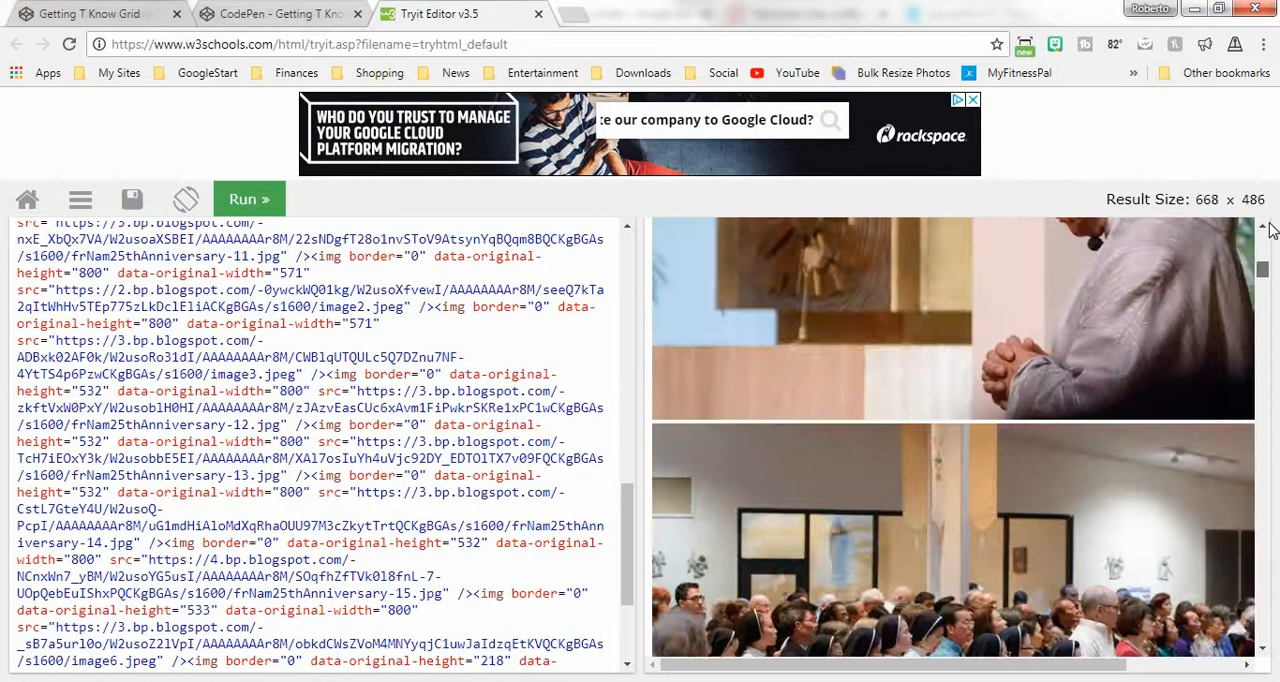 Getting T Know Grid
CodePen - Getting T Kn
Tryit Editor v3.5
Roberto
https://www.w3schools.com/html/tryit.asp?filename=tryhtml_default
new
82°
Apps My Sites GoogleStart Finances Shopping News Entertainment Downloads Social YouTube Bulk Resize Photos MyFitnessPal » Other bookmarks
WHO DO YOU TRUST TO MANAGE
YOUR GOOGLE CLOUD
PLATFORM MIGRATION?
te our company to Google Cloud?
rackspace
Run »
Result Size: 668 x 486
src="https://3.bp.blogspot.com/-
nxE_XbQx7VA/W2usoaXSBEI/AAAAAAAAr8M/22sNDgfT28o1nvSToV9AtsynYqBQqm8BQCKgBGAs
/s1600/frNam25thAnniversary-11.jpg" /><img border="0" data-original-
height="800" data-original-width="571"
src="https://2.bp.blogspot.com/-0ywckWQ01kg/W2usoXfvewI/AAAAAAAAr8M/seeQ7kTa
2qItWhHv5TEp775zLkDclEliACKgBGAs/s1600/image2.jpeg" /><img border="0" data-
original-height="800" data-original-width="571"
src="https://3.bp.blogspot.com/-
ADBxk02AF0k/W2usoRo31dI/AAAAAAAAr8M/CWB1qUTQULc5Q7DZnu7NF-
4YtTS4p6PzwCKgBGAs/s1600/image3.jpeg" /><img border="0" data-original-
height="532" data-original-width="800" src="https://3.bp.blogspot.com/-
zkftVxW0PxY/W2usoblH0HI/AAAAAAAAr8M/zJAzvEasCUc6xAvm1FiPwkrSKRe1xPC1wCKgBGAs
/s1600/frNam25thAnniversary-12.jpg" /><img border="0" data-original-
height="532" data-original-width="800" src="https://3.bp.blogspot.com/-
TcH7iEOxY3k/W2usobbE5EI/AAAAAAAAr8M/XAl7osIuYh4uVjc92DY_EDTOlTX7v09FQCKgBGAs
/s1600/frNam25thAnniversary-13.jpg" /><img border="0" data-original-
height="532" data-original-width="800" src="https://3.bp.blogspot.com/-
CstL7GteY4U/W2usoQ-
PcpI/AAAAAAAAr8M/uG1mdHiAloMdXqRhaOUU97M3cZkytTrtQCKgBGAs/s1600/frNam25thAnn
iversary-14.jpg" /><img border="0" data-original-height="532" data-original-
width="800" src="https://4.bp.blogspot.com/-
NCnxWn7_yBM/W2usoYG5usI/AAAAAAAAr8M/SOqfhZfTVk0l8fnL-7-
UOpQebEuIShxPQCKgBGAs/s1600/frNam25thAnniversary-15.jpg" /><img border="0"
data-original-height="533" data-original-width="800"
src="https://3.bp.blogspot.com/-
_sB7a5url0o/W2usoZ2lVpI/AAAAAAAAr8M/obkdCWsZVoM4MNYyqjC1uwJaIdzqEtKVQCKgBGAs
/s1600/image6.jpeg" /><img border="0" data-original-height="218" data-